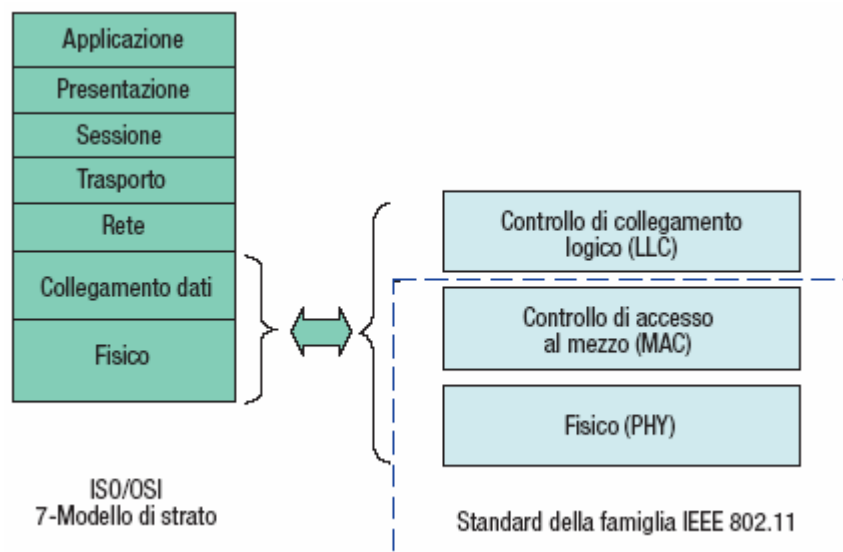 Applicazione
Presentazione
Sessione
Trasporto
Rete
Collegamento dati
Fisico
ISO/OSI
7-Modello di strato
Controllo di collegamento
logico (LLC)
Controllo di accesso
al mezzo (MAC)
Fisico (PHY)
Standard della famiglia IEEE 802.11